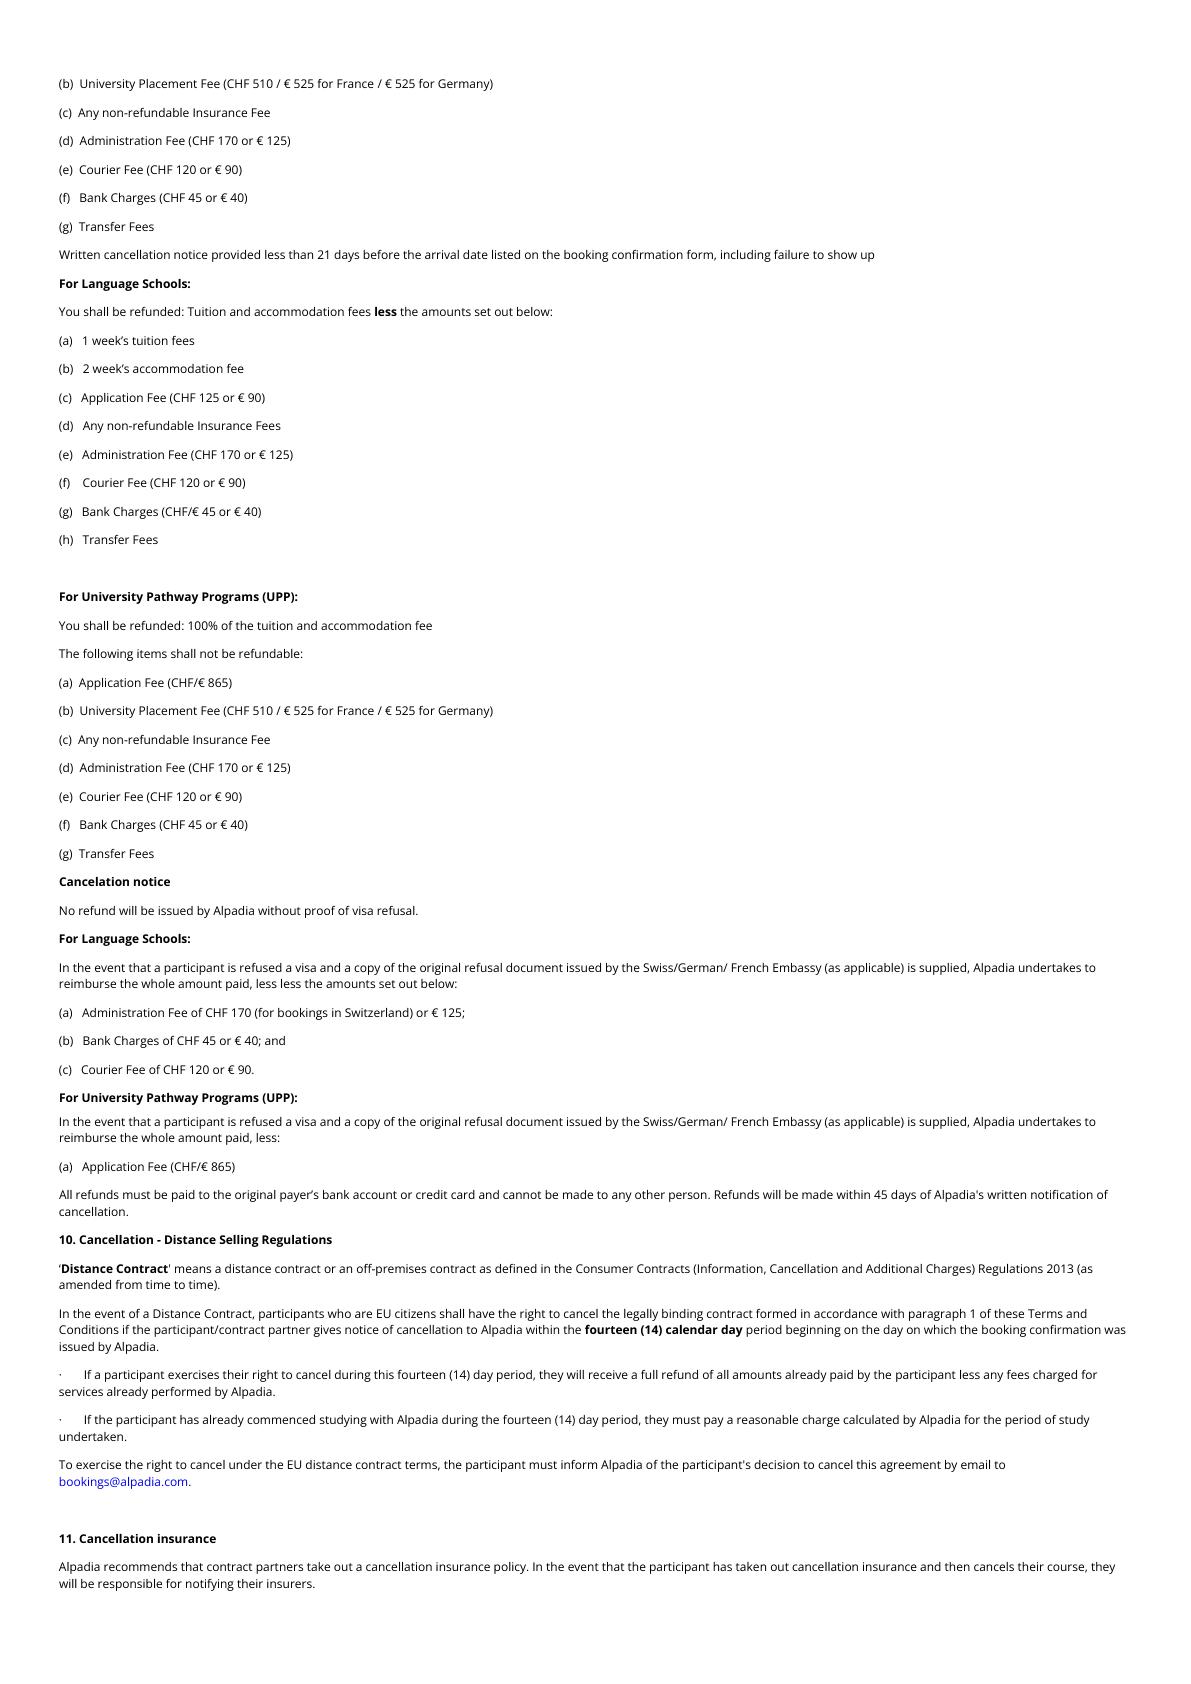 (b) University Placement Fee (CHF 510 / € 525 for France / € 525 for Germany)
(c) Any non-refundable Insurance Fee
(d) Administration Fee (CHF 170 or € 125)
(e) Courier Fee (CHF 120 or € 90)
(f) Bank Charges (CHF 45 or € 40)
(g) Transfer Fees
Written cancellation notice provided less than 21 days before the arrival date listed on the booking confirmation form, including failure to show up
For Language Schools:
You shall be refunded: Tuition and accommodation fees less the amounts set out below:
(a) 1 week's tuition fees
(b) 2 week's accommodation fee
(c) Application Fee (CHF 125 or € 90)
(d) Any non-refundable Insurance Fees
(e) Administration Fee (CHF 170 or € 125)
(f) Courier Fee (CHF 120 or € 90)
(g) Bank Charges (CHF/€ 45 or € 40)
(h) Transfer Fees
For University Pathway Programs (UPP):
You shall be refunded: 100% of the tuition and accommodation fee
The following items shall not be refundable:
(a) Application Fee (CHF/€ 865)
(b) University Placement Fee (CHF 510 / € 525 for France / € 525 for Germany)
(c) Any non-refundable Insurance Fee
(d) Administration Fee (CHF 170 or € 125)
(e) Courier Fee (CHF 120 or € 90)
(f) Bank Charges (CHF 45 or € 40)
(g) Transfer Fees
Cancelation notice
No refund will be issued by Alpadia without proof of visa refusal.
For Language Schools:
In the event that a participant is refused a visa and a copy of the original refusal document issued by the Swiss/German/ French Embassy (as applicable) is supplied, Alpadia undertakes to
reimburse the whole amount paid, less less the amounts set out below:
(a) Administration Fee of CHF 170 (for bookings in Switzerland) or € 125;
(b) Bank Charges of CHF 45 or € 40; and
(c) Courier Fee of CHF 120 or € 90.
For University Pathway Programs (UPP):
In the event that a participant is refused a visa and a copy of the original refusal document issued by the Swiss/German/ French Embassy (as applicable) is supplied, Alpadia undertakes to
reimburse the whole amount paid, less:
(a) Application Fee (CHF/€ 865)
All refunds must be paid to the original payer's bank account or credit card and cannot be made to any other person. Refunds will be made within 45 days of Alpadia's written notification of
cancellation.
10. Cancellation - Distance Selling Regulations
'Distance Contract' means a distance contract or an off-premises contract as defined in the Consumer Contracts (Information, Cancellation and Additional Charges) Regulations 2013 (as
amended from time to time).
In the event of a Distance Contract, participants who are EU citizens shall have the right to cancel the legally binding contract formed in accordance with paragraph 1 of these Terms and
Conditions if the participant/contract partner gives notice of cancellation to Alpadia within the fourteen (14) calendar day period beginning on the day on which the booking confirmation was
issued by Alpadia.
· If a participant exercises their right to cancel during this fourteen (14) day period, they will receive a full refund of all amounts already paid by the participant less any fees charged for
services already performed by Alpadia.
· If the participant has already commenced studying with Alpadia during the fourteen (14) day period, they must pay a reasonable charge calculated by Alpadia for the period of study
undertaken.
To exercise the right to cancel under the EU distance contract terms, the participant must inform Alpadia of the participant's decision to cancel this agreement by email to
bookings@alpadia.com.
11. Cancellation insurance
Alpadia recommends that contract partners take out a cancellation insurance policy. In the event that the participant has taken out cancellation insurance and then cancels their course, they
will be responsible for notifying their insurers.